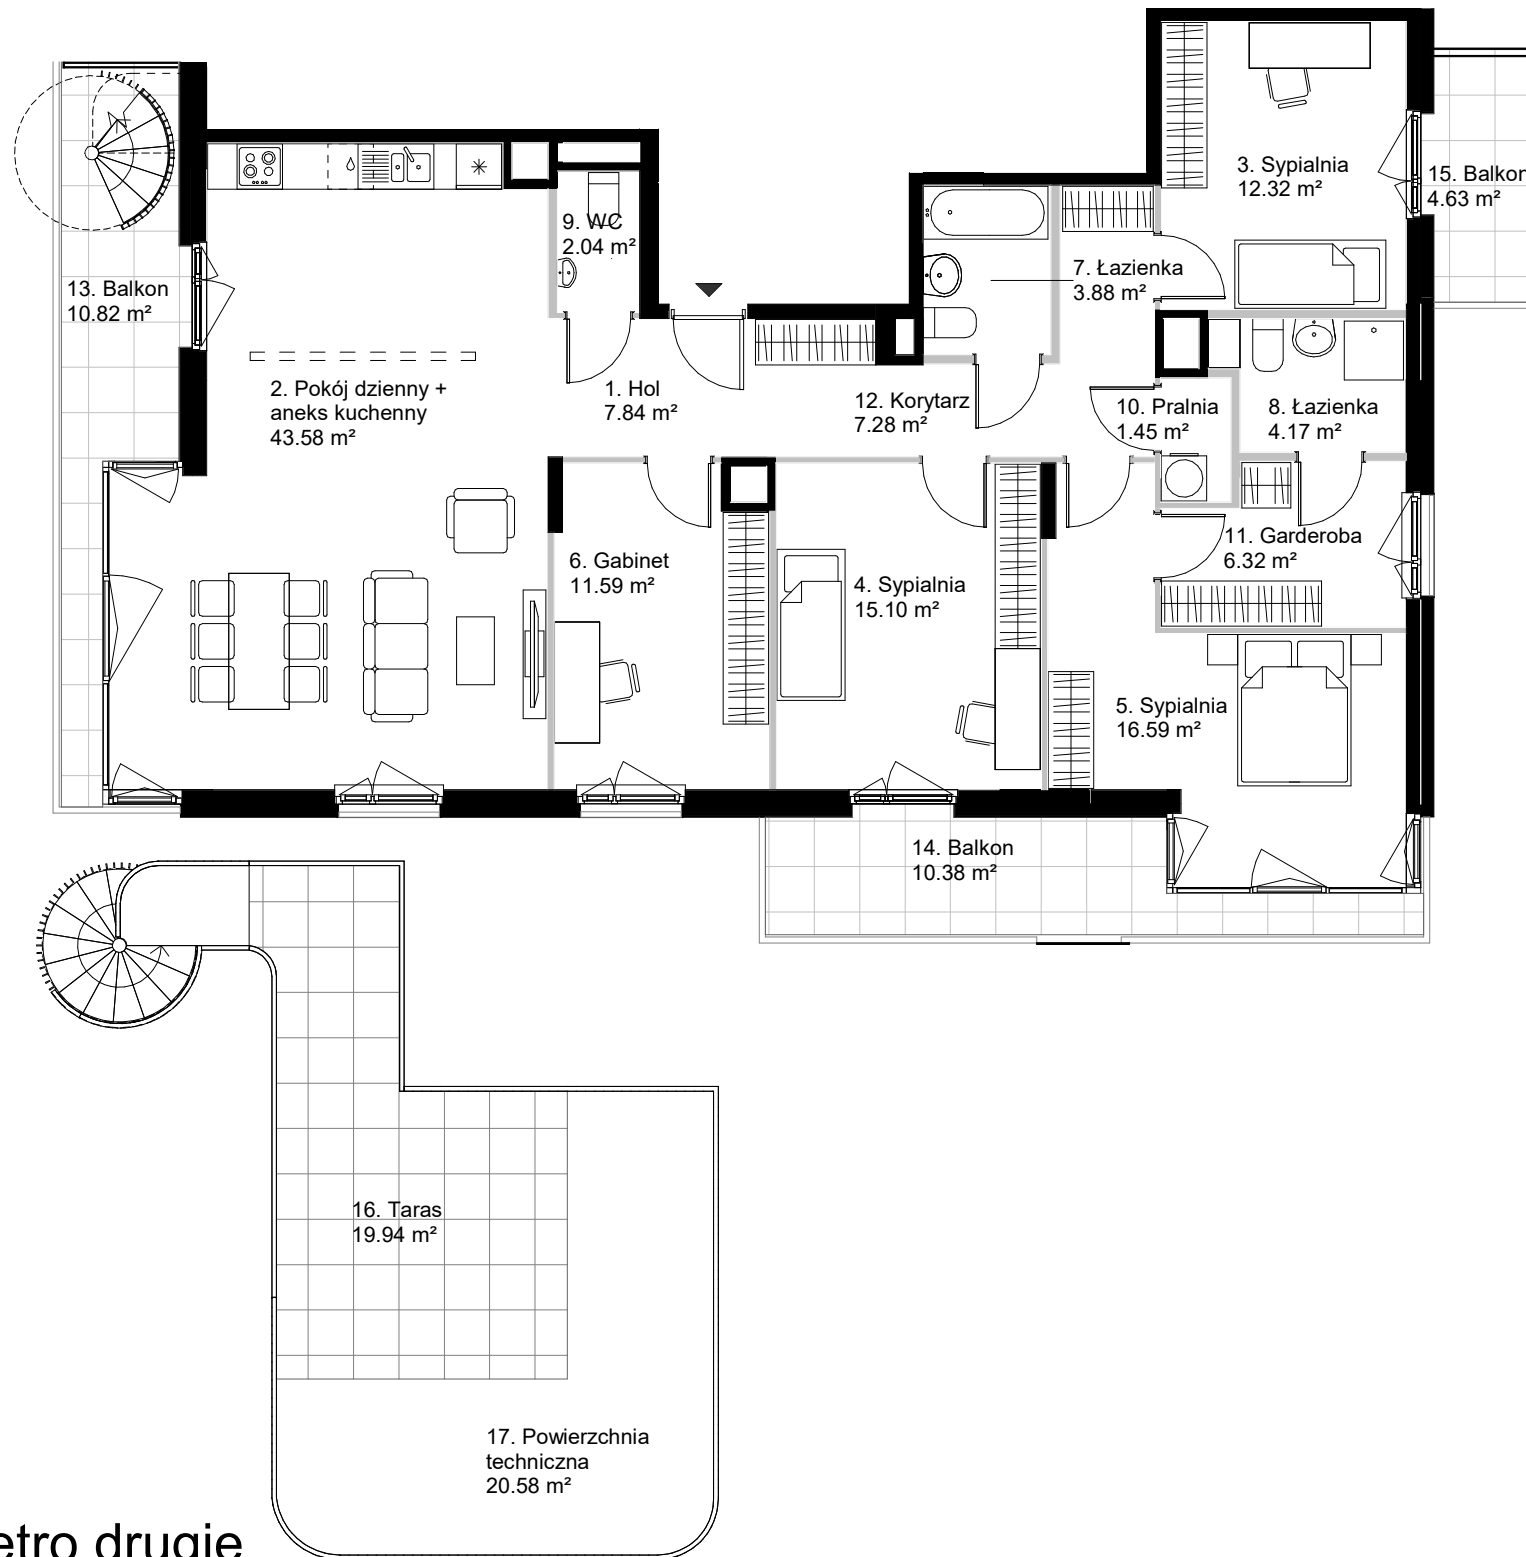 3. Sypialnia
12.32 m²
15. Balkon
4.63 m²
9. WC
2.04 m²
7. Łazienka
3.88 m²
13. Balkon
10.82 m²
2. Pokój dzienny +
aneks kuchenny
43.58 m²
1. Hol
7.84 m²
12. Korytarz
7.28 m²
10. Pralnia
1.45 m²
8. Łazienka
4.17 m²
6. Gabinet
11.59 m²
4. Sypialnia
15.10 m²
11. Garderoba
6.32 m²
5. Sypialnia
16.59 m²
14. Balkon
10.38 m²
16. Taras
19.94 m²
17. Powierzchnia
techniczna
20.58 m²
etro drugie